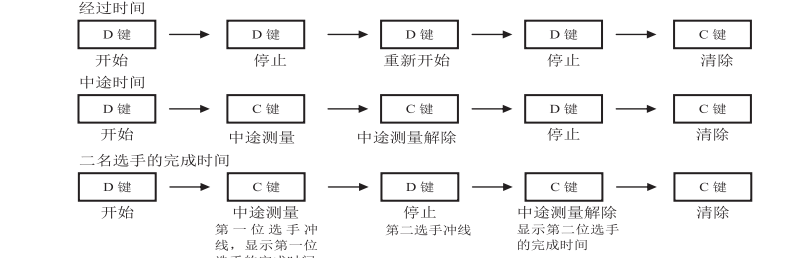 经过时间
D 键 D 键 D 键 D 键 C 键
开始 停止 重新开始 停止 清除
中途时间
D 键 C 键 C 键 D 键 C 键
开始 中途测量 中途测量解除 停止 清除
二名选手的完成时间
D 键 C 键 D 键 C 键 C 键
开始 中途测量 停止 中途测量解除 清除
第一位选手冲 第二选手冲线 显示第二位选手
线，显示第一位 的完成时间